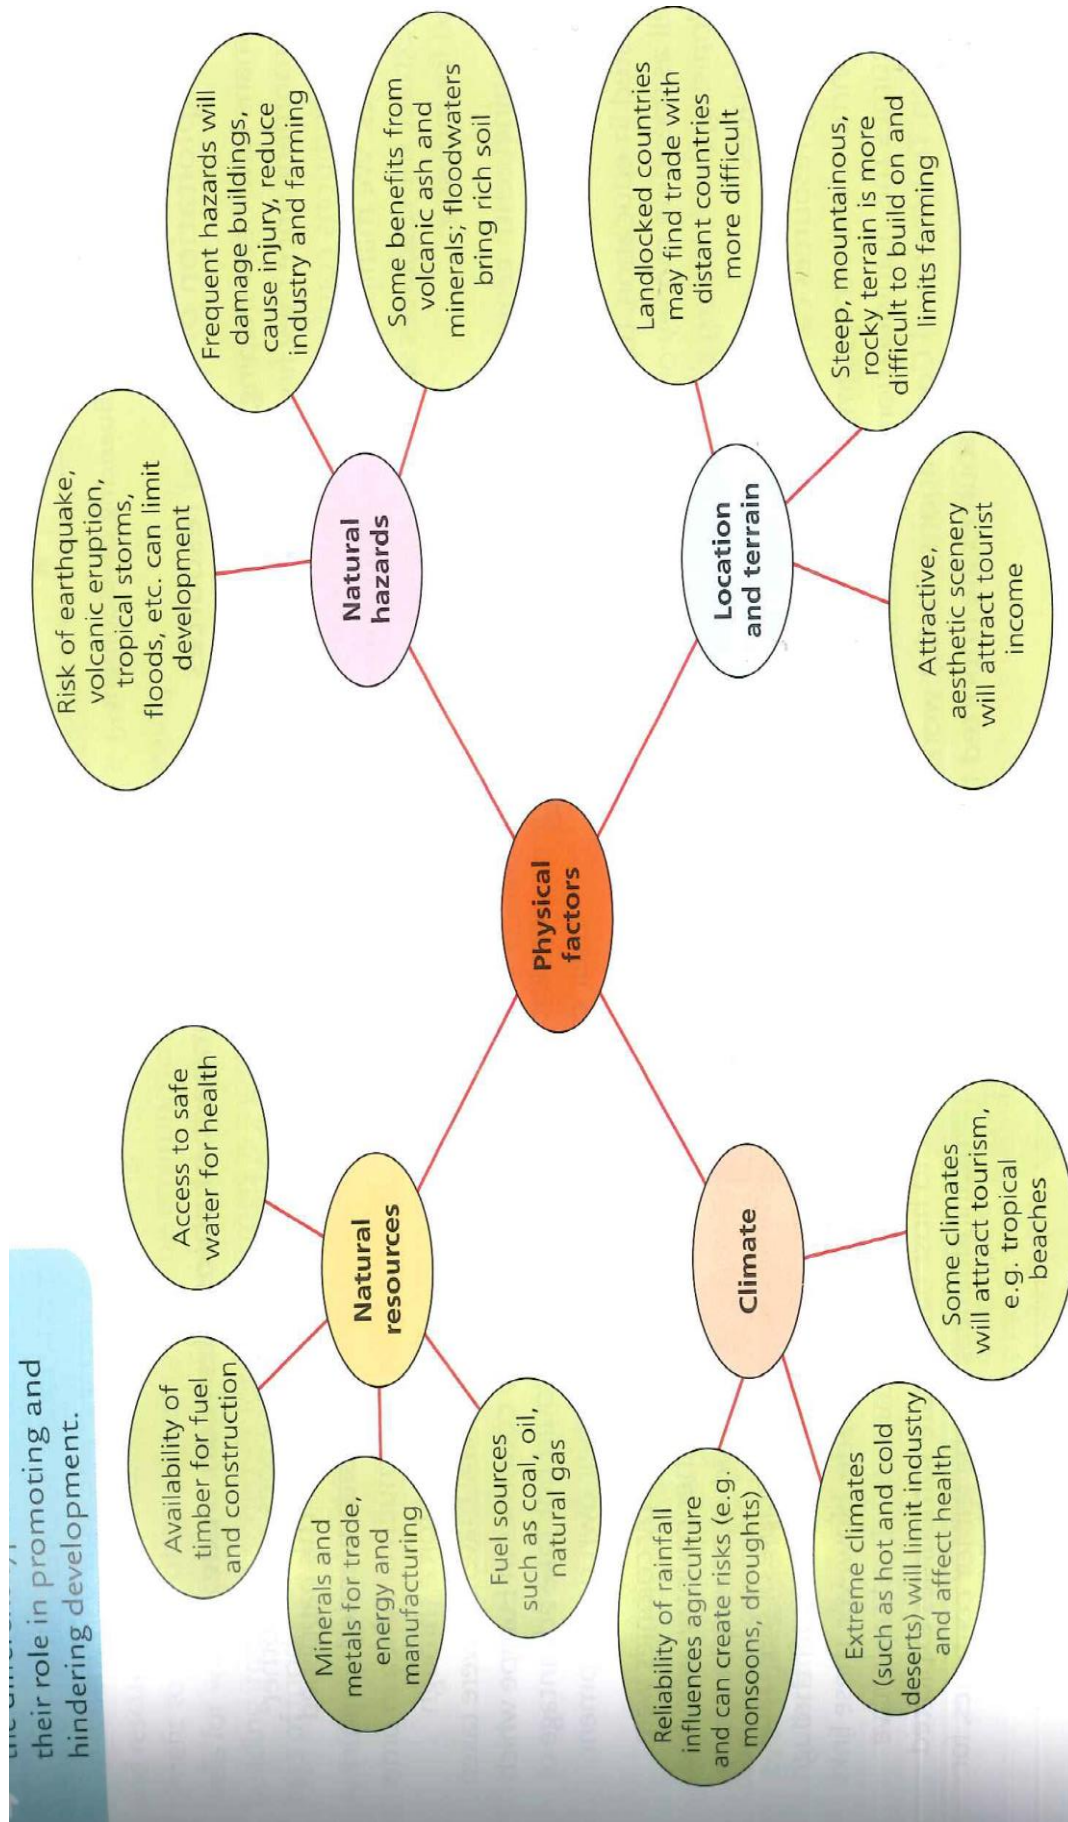 their role in promoting and
hindering development.
Physical
factors
Natural
resources
Access to safe
water for health
Availability of
timber for fuel
and construction
Minerals and
metals for trade,
energy and
manufacturing
Fuel sources
such as coal, oil,
natural gas
Natural
hazards
Risk of earthquake,
volcanic eruption,
tropical storms,
floods, etc. can limit
development
Frequent hazards will
damage buildings,
cause injury, reduce
industry and farming
Some benefits from
volcanic ash and
minerals; floodwaters
bring rich soil
Climate
Reliability of rainfall
influences agriculture
and can create risks (e.g.
monsoons, droughts)
Extreme climates
(such as hot and cold
deserts) will limit industry
and affect health
Some climates
will attract tourism,
e.g. tropical
beaches
Location
and terrain
Landlocked countries
may find trade with
distant countries
more difficult
Steep, mountainous,
rocky terrain is more
difficult to build on and
limits farming
Attractive,
aesthetic scenery
will attract tourist
income